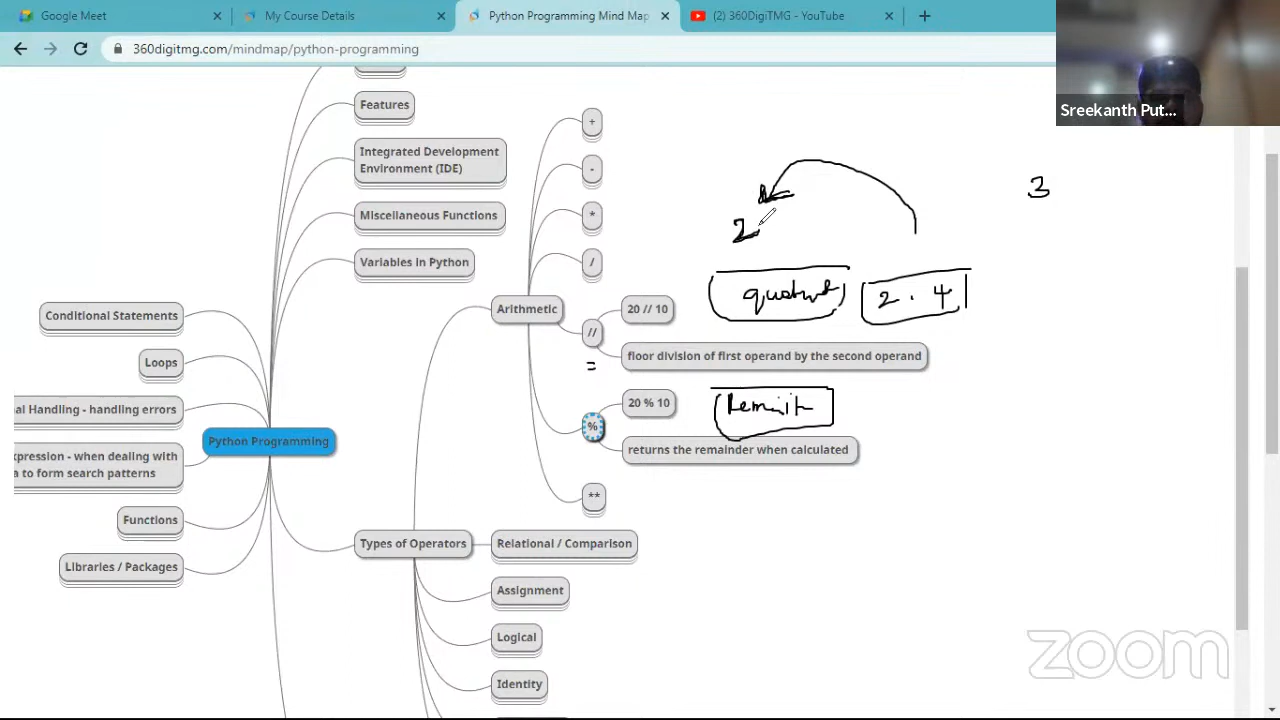 Google Meet
My Course Details
Python Programming Mind Map
(2) 360DigiTMG - YouTube
360digitmg.com/mindmap/python-programming
Sreekanth Put...
Features
Integrated Development
Environment (IDE)
Miscellaneous Functions
Variables in Python
Conditional Statements
Loops
al Handling - handling errors
Python Programming
xpression - when dealing with
a to form search patterns
Functions
Libraries / Packages
Arithmetic
+
-
*
/
//
20 // 10
floor division of first operand by the second operand
=
%
20 % 10
returns the remainder when calculated
**
Types of Operators
Relational / Comparison
Assignment
Logical
Identity
3
2
2 . 4
zoom